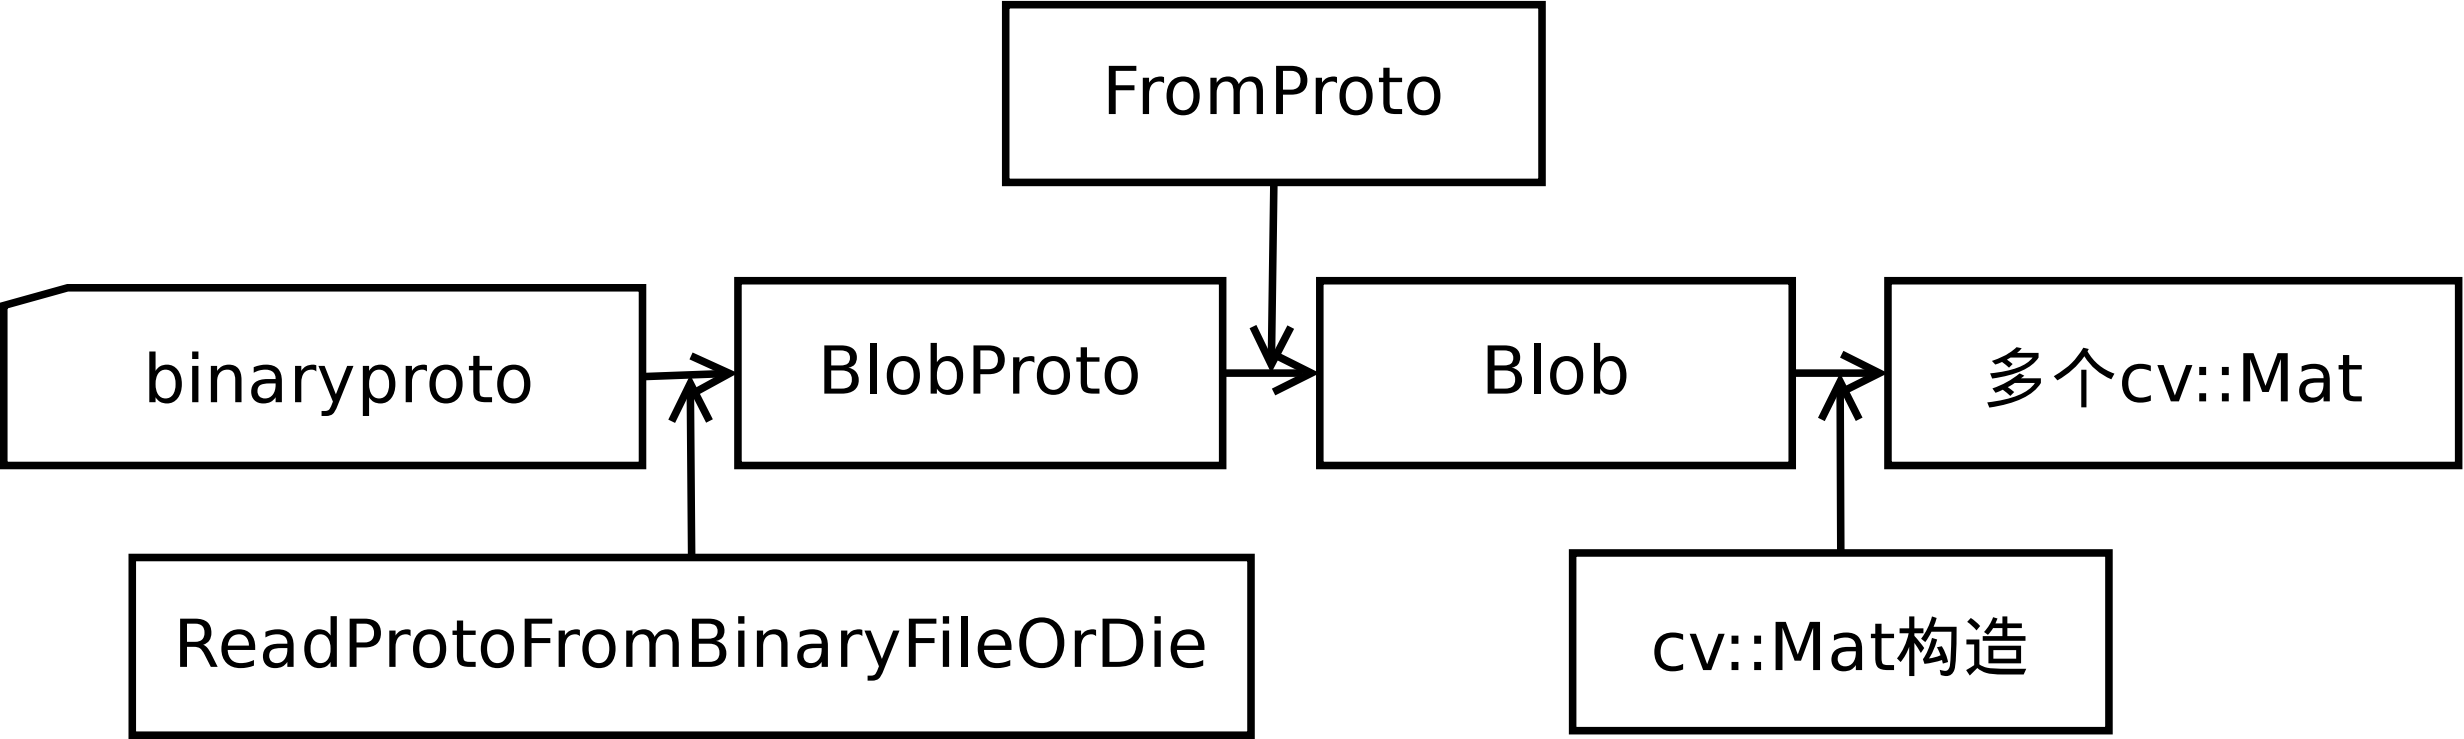 FromProto
binaryproto
BlobProto
Blob
多个cv::Mat
ReadProtoFromBinaryFileOrDie
cv::Mat构造